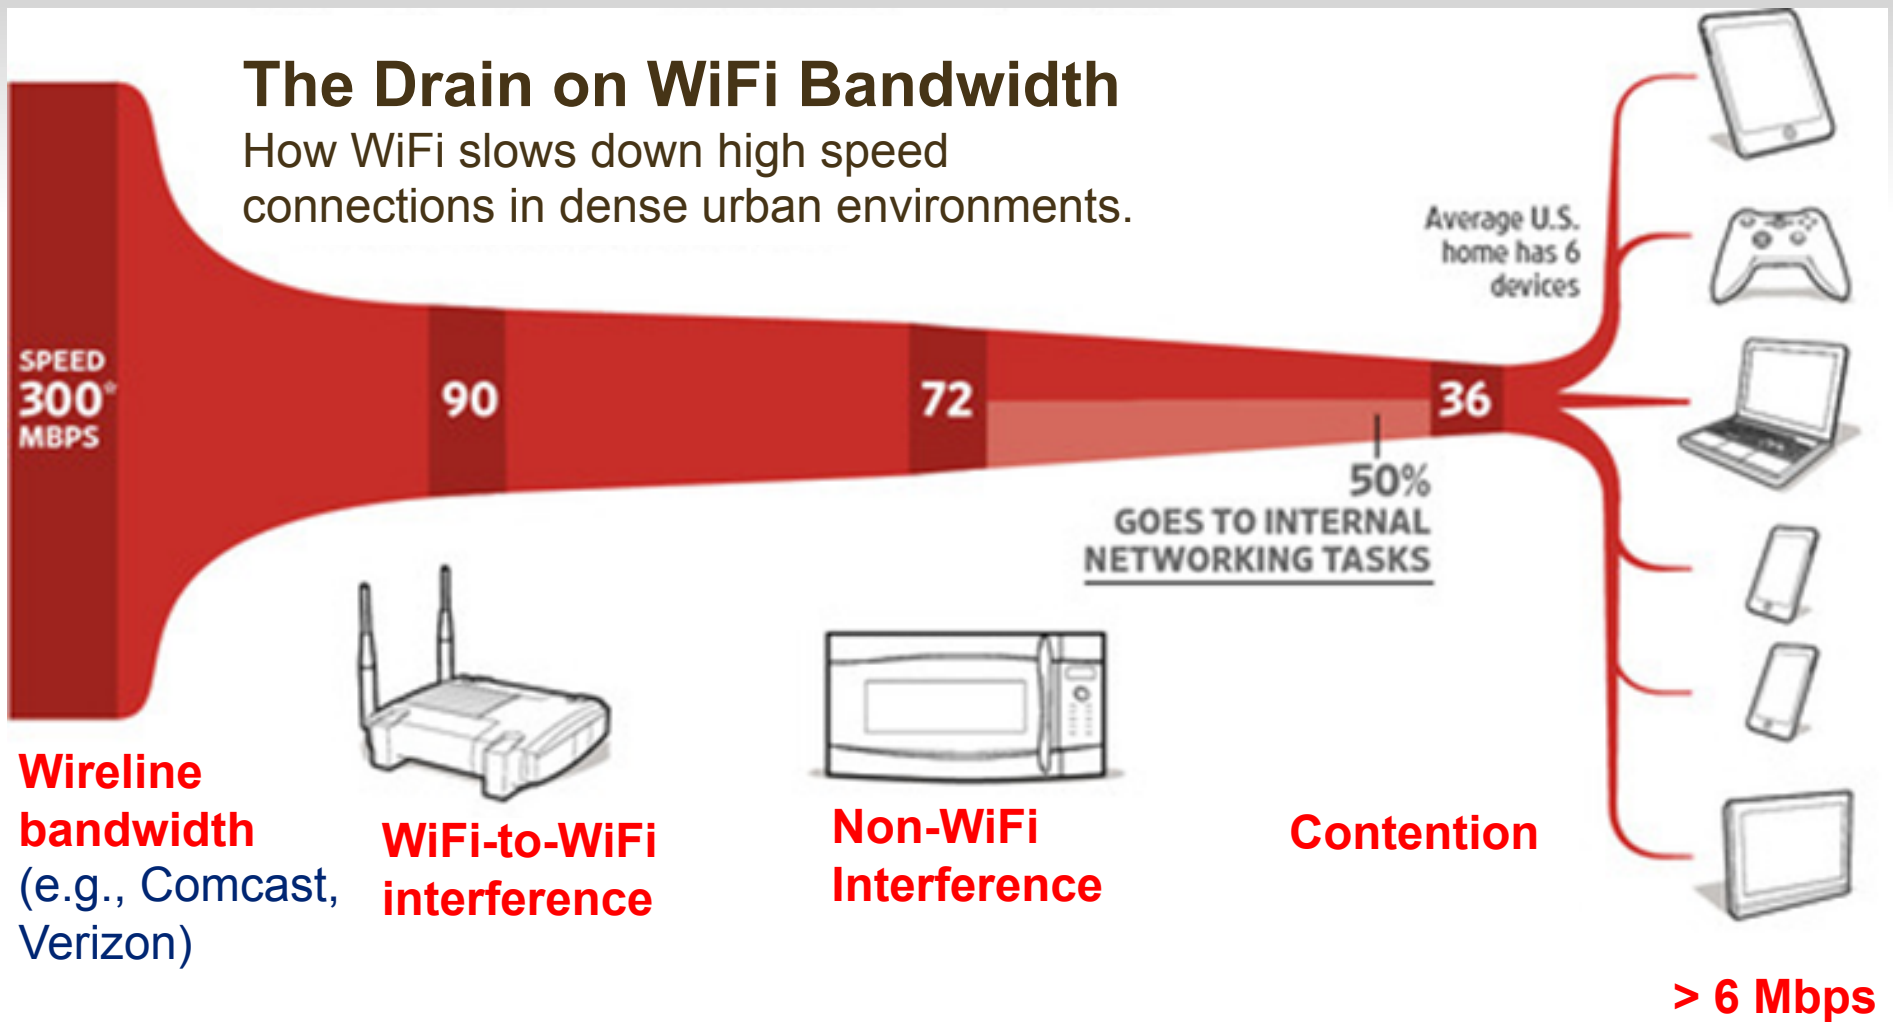 The Drain on WiFi Bandwidth
How WiFi slows down high speed
connections in dense urban environments.
Average U.S.
home has 6
devices
SPEED
300*
MBPS
90
72
36
50%
GOES TO INTERNAL
NETWORKING TASKS
Wireline
bandwidth
(e.g., Comcast,
Verizon)
WiFi-to-WiFi
interference
Non-WiFi
Interference
Contention
> 6 Mbps